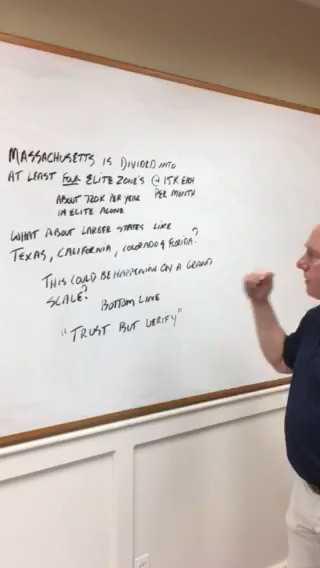 MASSACHUSETTS IS DIVIDED INTO
AT LEAST FOUR ELITE ZONE'S @ 15K EACH
ABOUT 720K PER YEAR PER MONTH
IN ELITE ALONE
WHAT ABOUT LARGER STATES LIKE
TEXAS, CALIFORNIA, COLORADO & FLORIDA?
THIS COULD BE HAPPENING ON A GRAND
SCALE?
BOTTOM LINE
"TRUST BUT VERIFY"